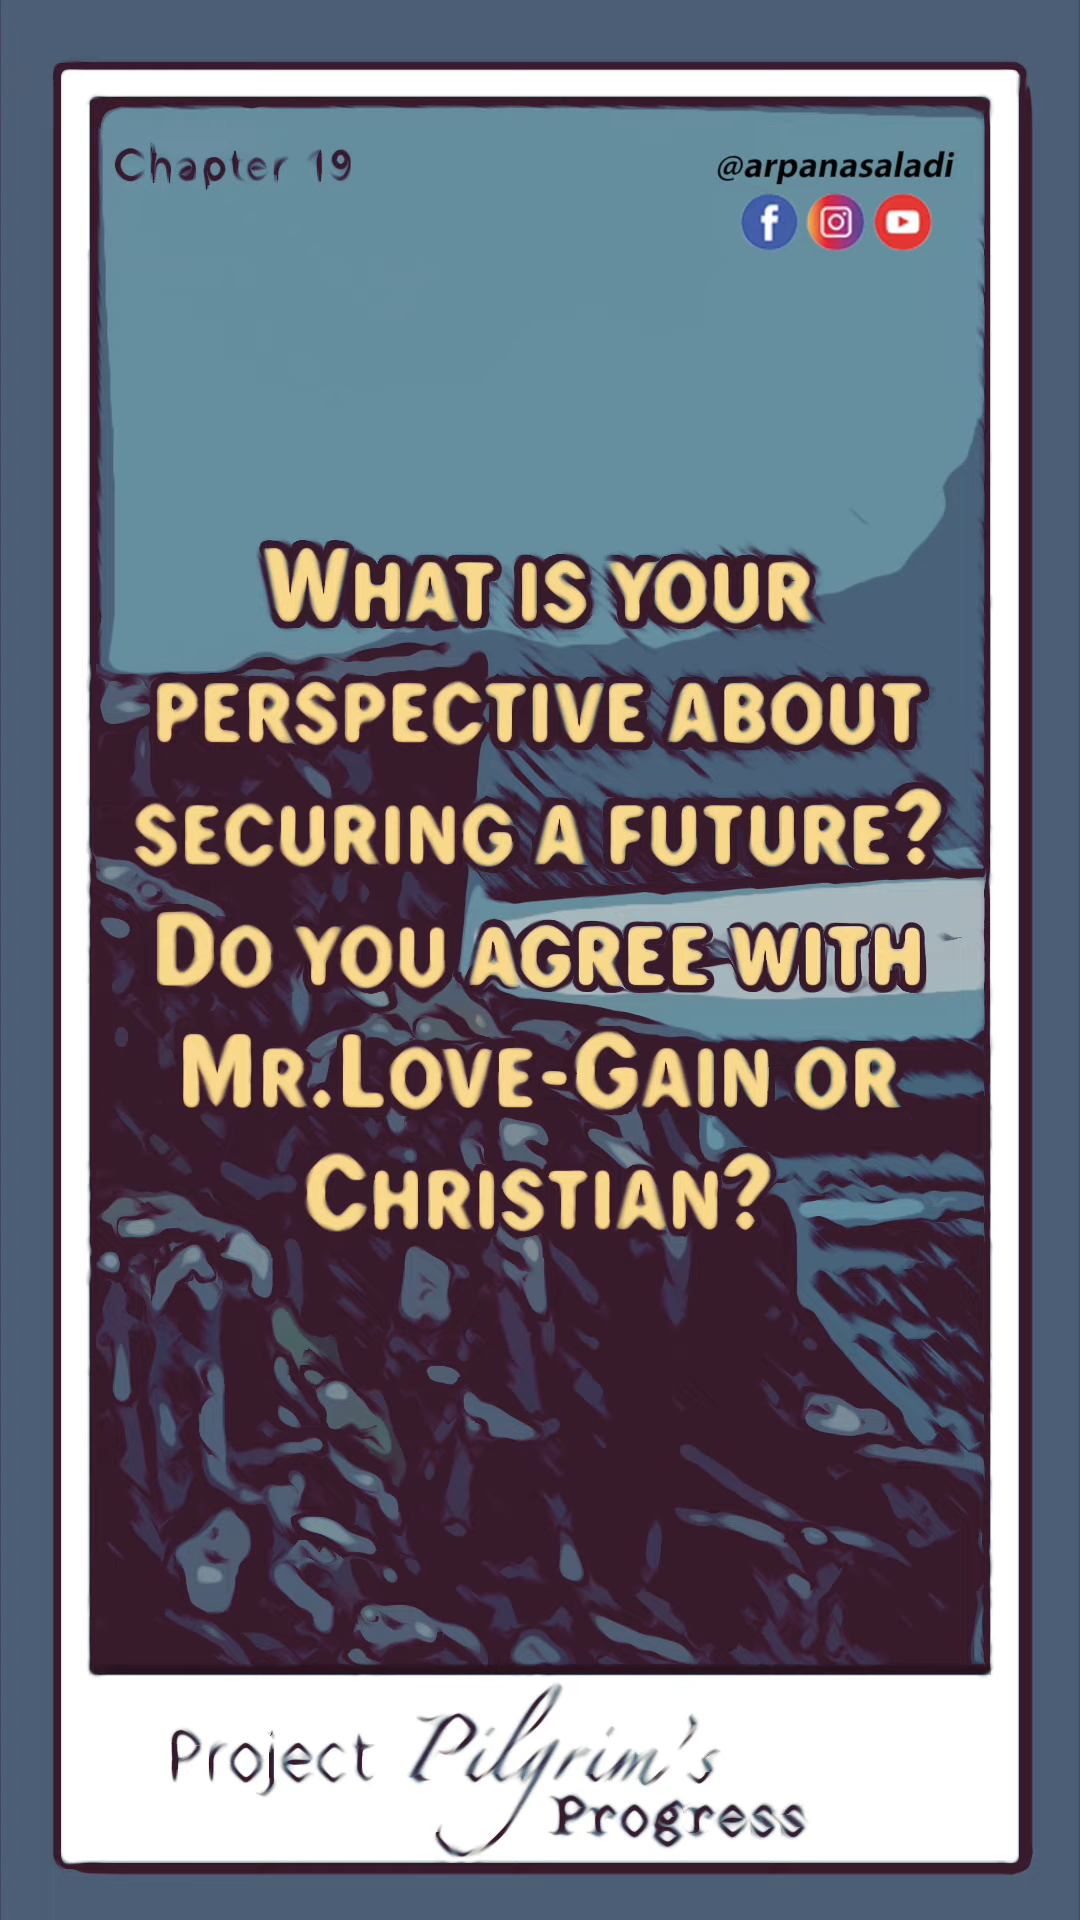 Chapter 19
@arpanasaladi
What is your
perspective about
securing a future?
Do you agree with
Mr.Love-Gain or
Christian?
Project Pilgrim's
Progress